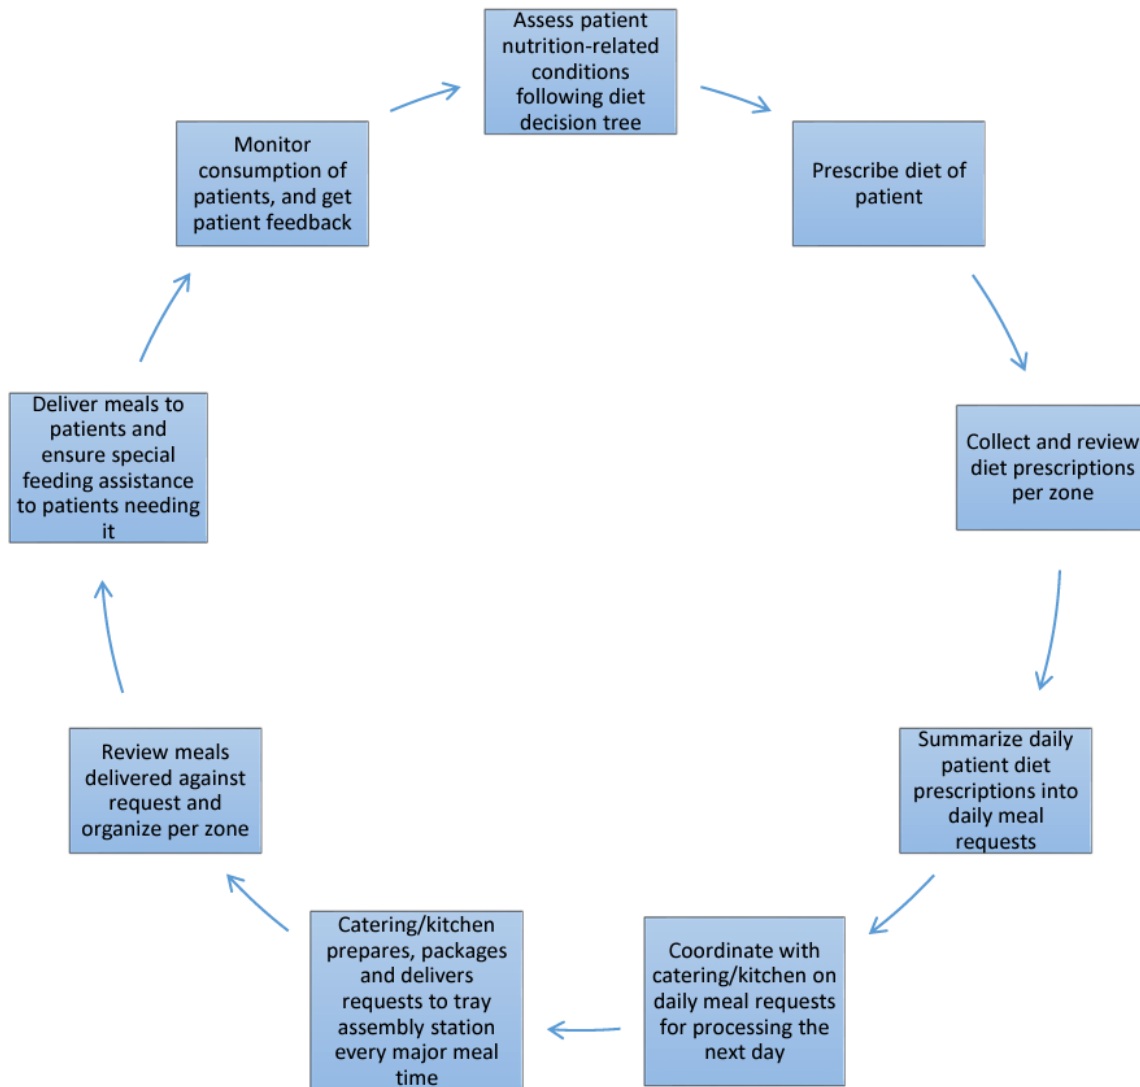 Assess patient
nutrition-related
conditions
following diet
decision tree
Prescribe diet of
patient
Collect and review
diet prescriptions
per zone
Summarize daily
patient diet
prescriptions into
daily meal
requests
Coordinate with
catering/kitchen on
daily meal requests
for processing the
next day
Catering/kitchen
prepares, packages
and delivers
requests to tray
assembly station
every major meal
time
Review meals
delivered against
request and
organize per zone
Deliver meals to
patients and
ensure special
feeding assistance
to patients needing
it
Monitor
consumption of
patients, and get
patient feedback